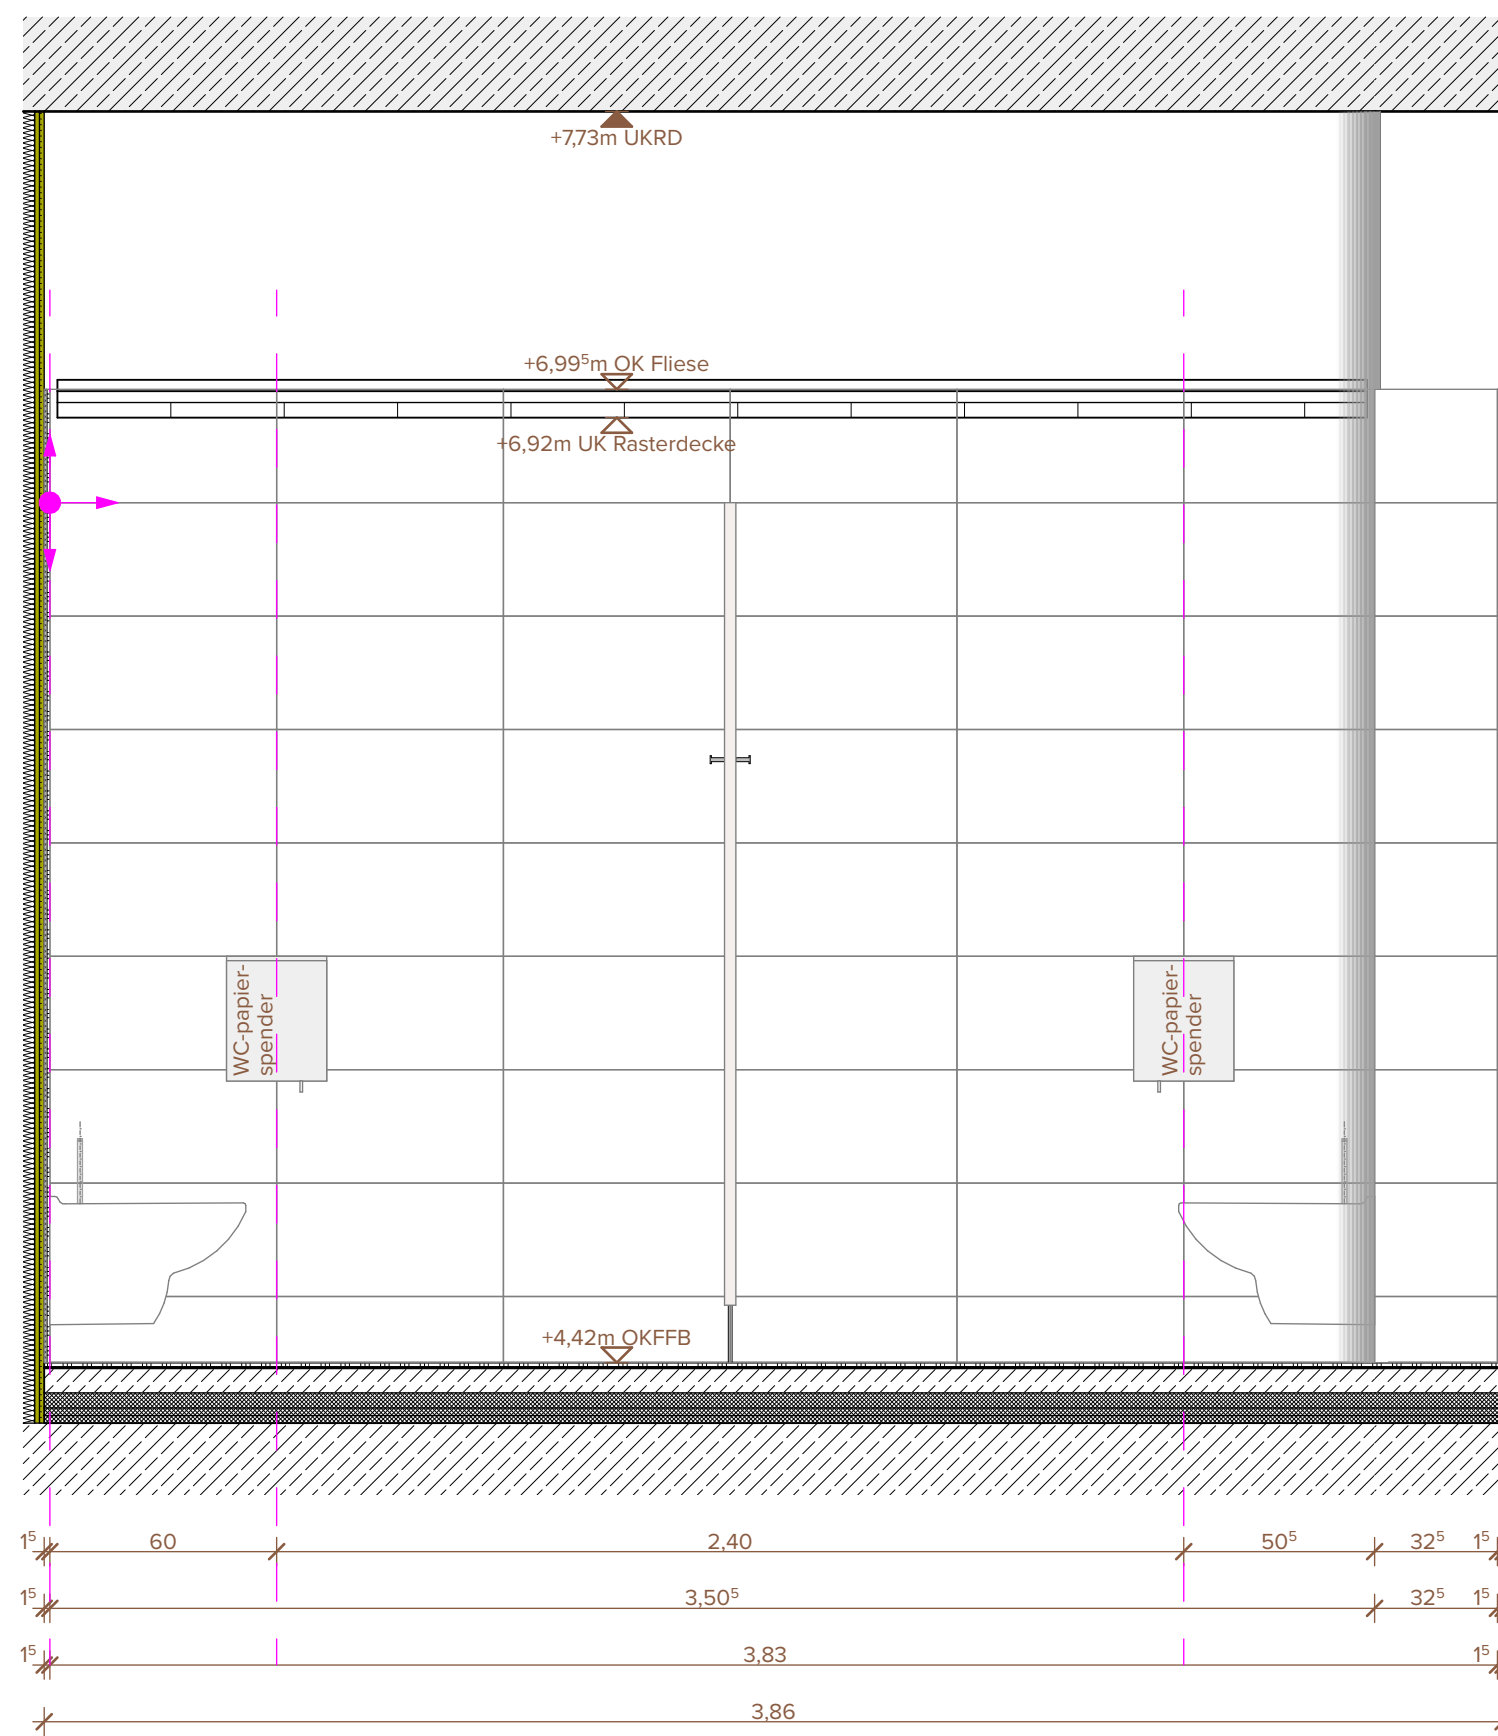 +7,73m UKRD
+6,99⁵m OK Fliese
+6,92m UK Rasterdecke
WC-papier-
spender
WC-papier-
spender
+4,42m OKFFB
1⁵ 60 2,40 50⁵ 32⁵ 1⁵
1⁵ 3,50⁵ 32⁵ 1⁵
1⁵ 3,83 1⁵
3,86